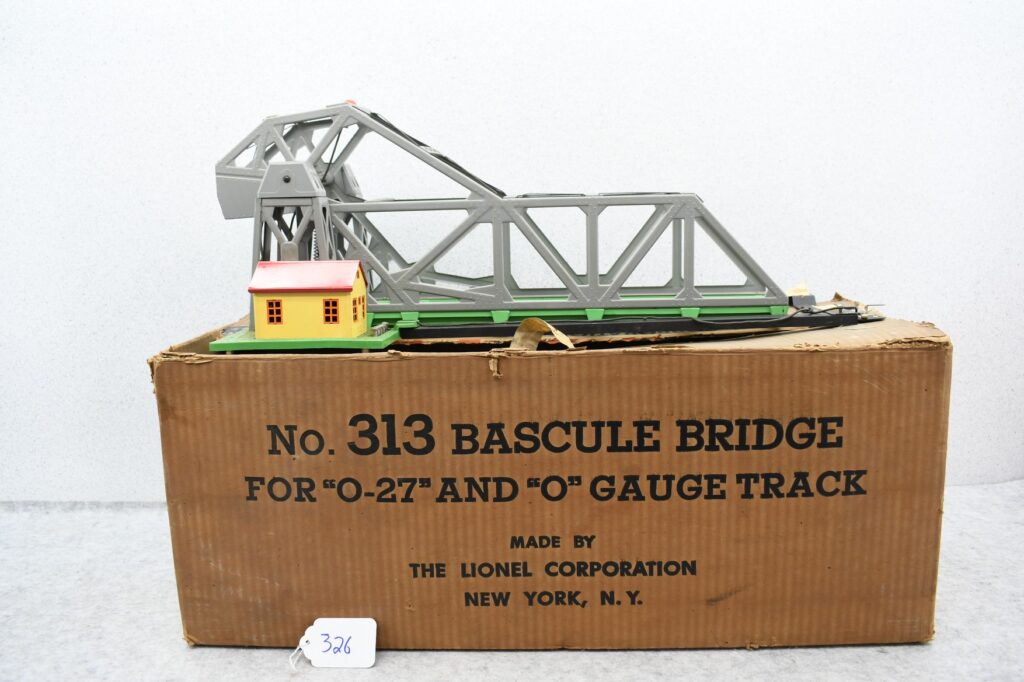 No. 313 BASCULE BRIDGE
FOR "O-27" AND "O" GAUGE TRACK
MADE BY
THE LIONEL CORPORATION
NEW YORK, N.Y.
326